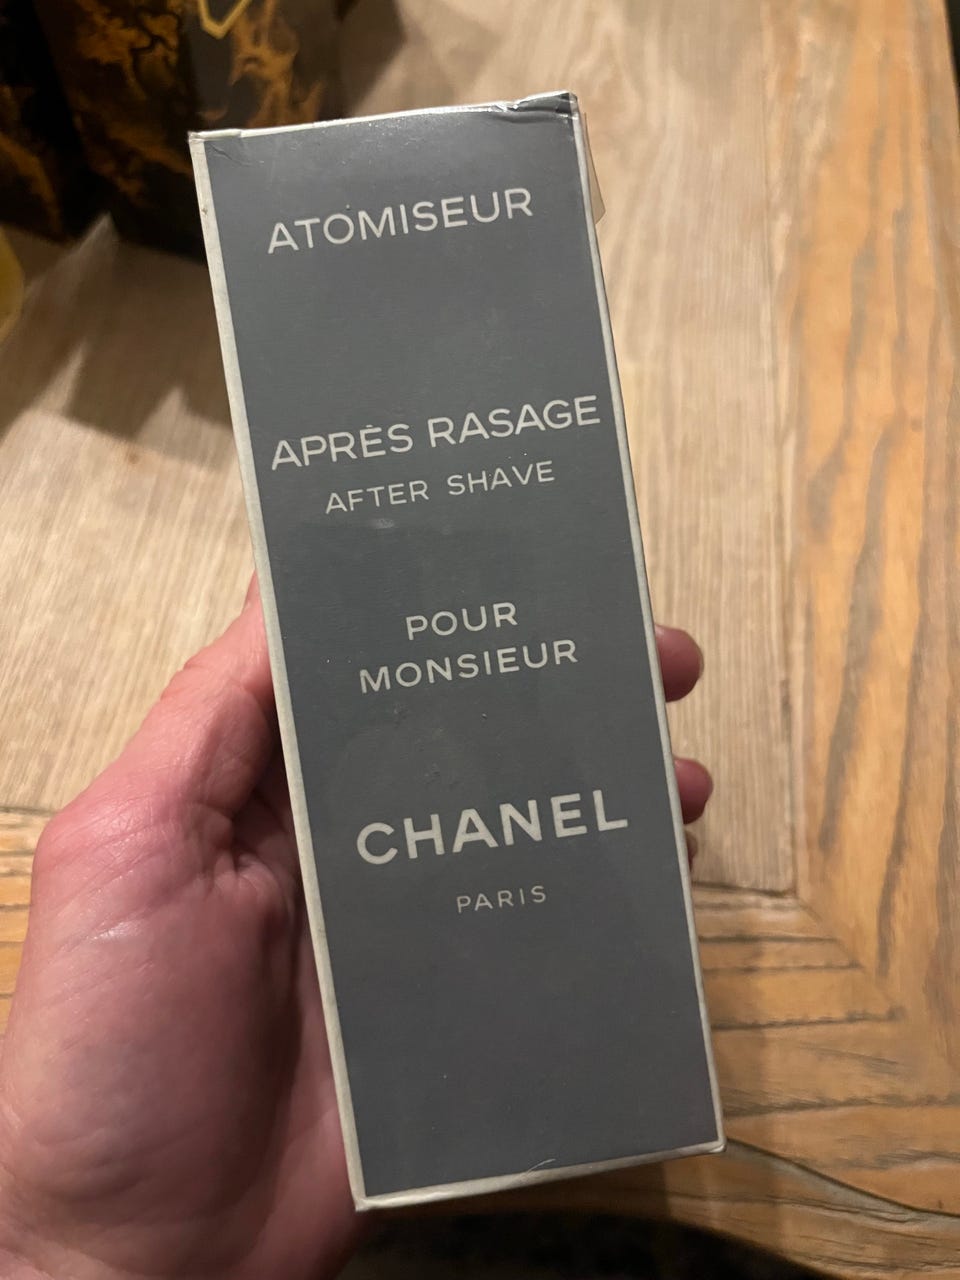 ATOMISEUR
APRÈS RASAGE
AFTER SHAVE
POUR
MONSIEUR
CHANEL
PARIS